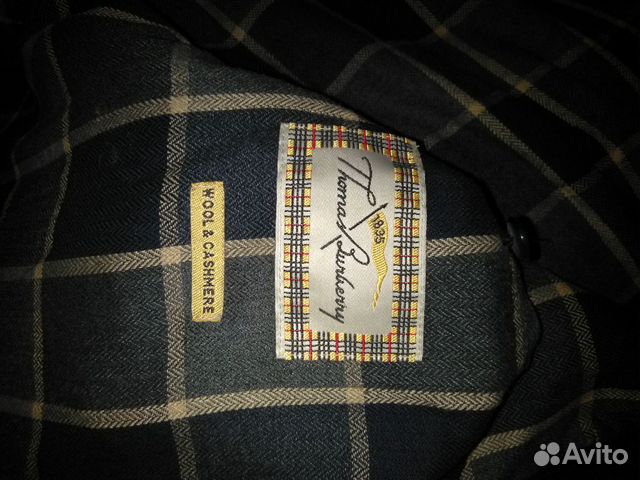 Thomas Burberry
1835
WOOL & CASHMERE
Avito